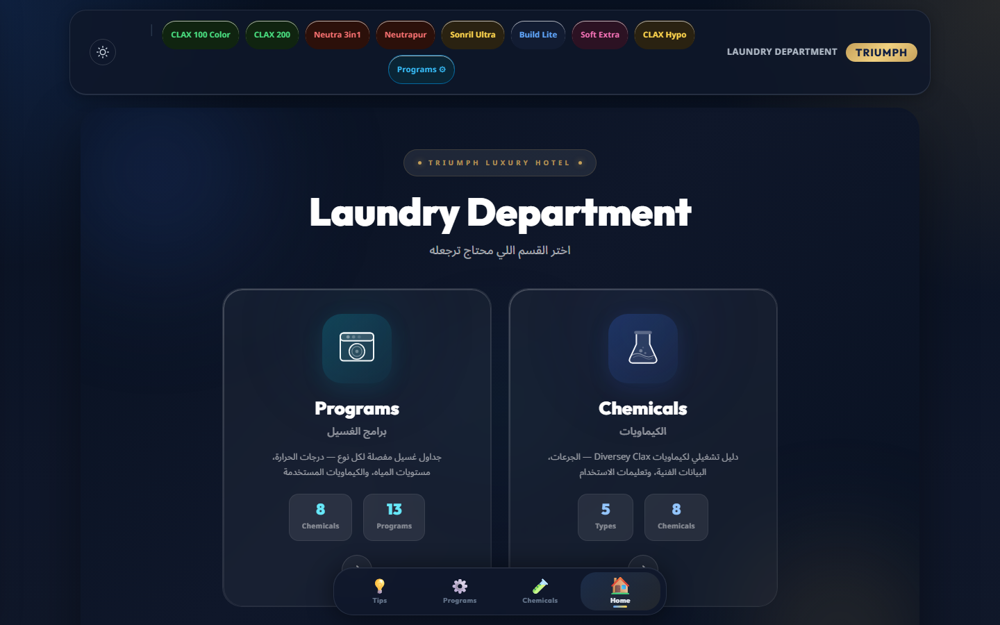 TRIUMPH
LAUNDRY DEPARTMENT
CLAX 100 Color
CLAX 200
Neutra 3in1
Neutrapur
Sonril Ultra
Build Lite
Soft Extra
CLAX Hypo
Programs ⚙
TRIUMPH LUXURY HOTEL
Laundry Department
اختر القسم اللي محتاج ترجعله
Chemicals
الكيماويات
دليل تشغيلي لكيماويات Diversey Clax — الجرعات،
البيانات الفنية، وتعليمات الاستخدام
8
Chemicals
5
Types
Programs
برامج الغسيل
جداول غسيل مفصلة لكل نوع — درجات الحرارة،
مستويات المياه، والكيماويات المستخدمة
13
Programs
8
Chemicals
Home
Chemicals
Programs
Tips